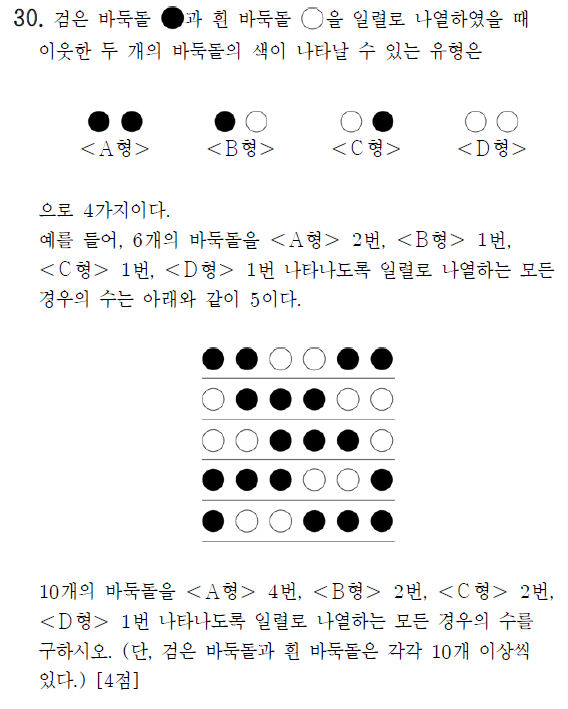 30. 검은 바둑돌 ●과 흰 바둑돌 ○을 일렬로 나열하였을 때
이웃한 두 개의 바둑돌의 색이 나타날 수 있는 유형은
●● ●○ ○● ○○
<A형> <B형> <C형> <D형>
으로 4가지이다.
예를 들어, 6개의 바둑돌을 <A형> 2번, <B형> 1번,
<C형> 1번, <D형> 1번 나타나도록 일렬로 나열하는 모든
경우의 수는 아래와 같이 5이다.
●●○○●●
○●●●○○
○○●●●○
●●●○○●
●○○●●●
10개의 바둑돌을 <A형> 4번, <B형> 2번, <C형> 2번,
<D형> 1번 나타나도록 일렬로 나열하는 모든 경우의 수를
구하시오. (단, 검은 바둑돌과 흰 바둑돌은 각각 10개 이상씩
있다.) [4점]